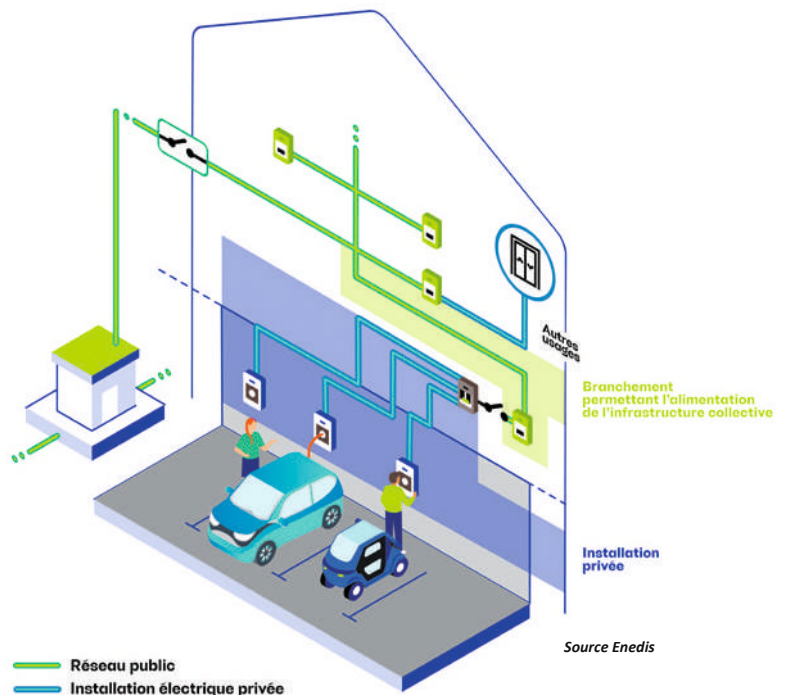 Autres
usages
Branchement
permettant l'alimentation
de l'infrastructure collective
Installation
privée
Source Enedis
Réseau public
Installation électrique privée